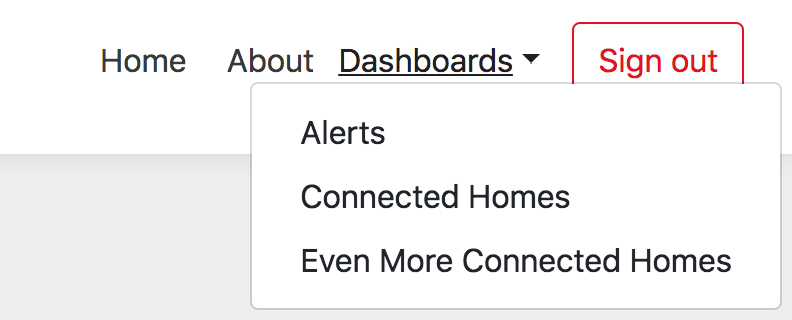 Home About Dashboards Sign out
Alerts
Connected Homes
Even More Connected Homes